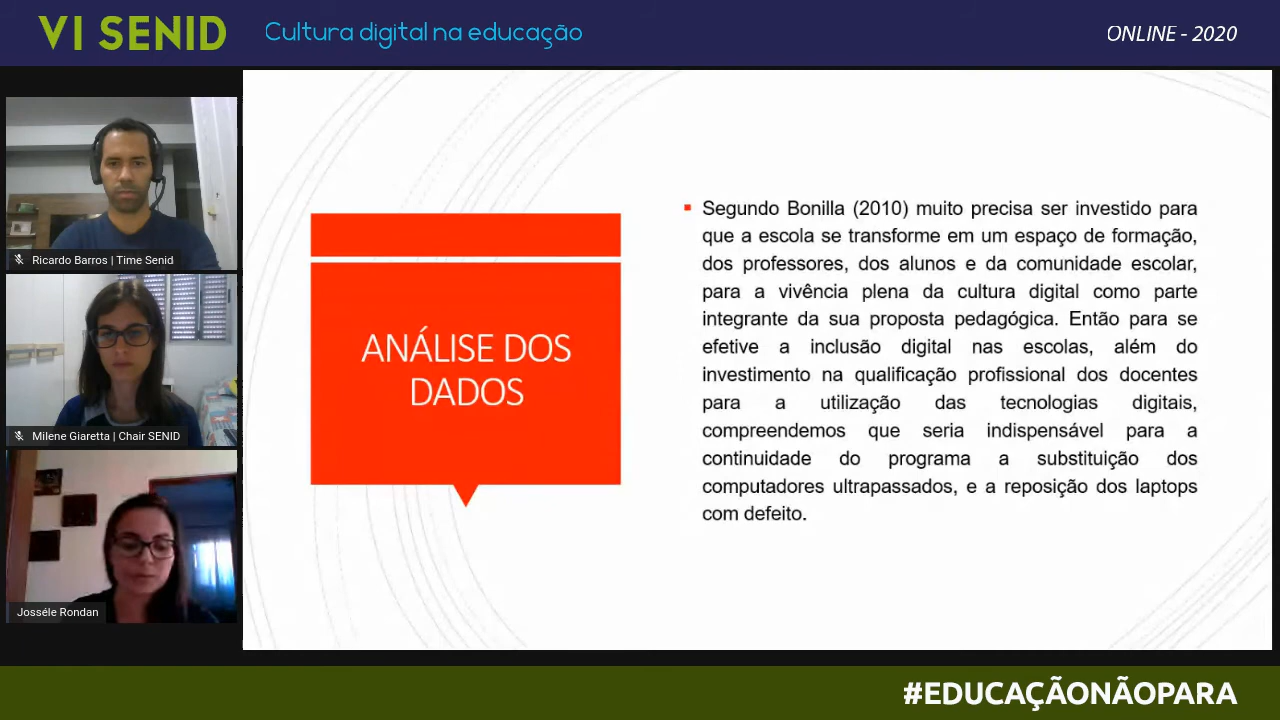 VI SENID
Cultura digital na educação
ONLINE - 2020
Ricardo Barros | Time Senid
Milene Giaretta | Chair SENID
Josséle Rondan
ANÁLISE DOS
DADOS
Segundo Bonilla (2010) muito precisa ser investido para
que a escola se transforme em um espaço de formação,
dos professores, dos alunos e da comunidade escolar,
para a vivência plena da cultura digital como parte
integrante da sua proposta pedagógica. Então para se
efetive a inclusão digital nas escolas, além do
investimento na qualificação profissional dos docentes
para a utilização das tecnologias digitais,
compreendemos que seria indispensável para a
continuidade do programa a substituição dos
computadores ultrapassados, e a reposição dos laptops
com defeito.
#EDUCAÇÃONÃOPARA